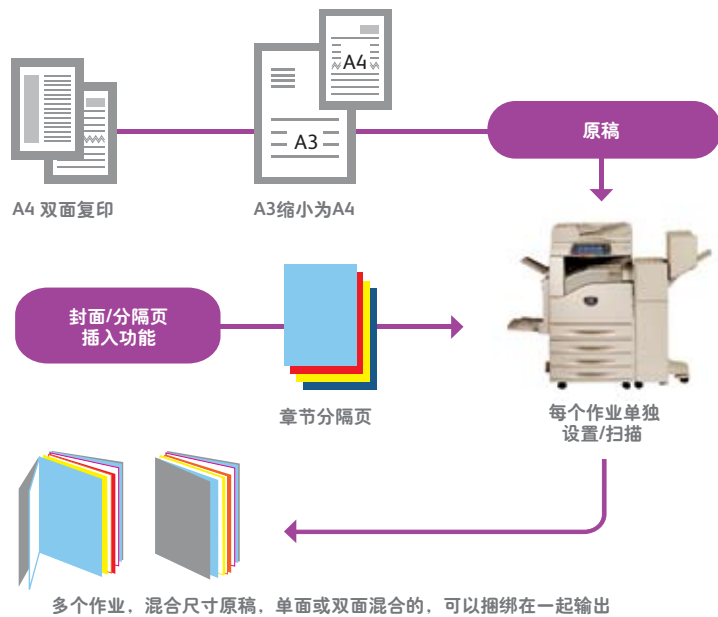 A4
A3
原稿
A4 双面复印
A3缩小为A4
封面/分隔页
插入功能
章节分隔页
每个作业单独
设置/扫描
多个作业，混合尺寸原稿，单面或双面混合的，可以捆绑在一起输出